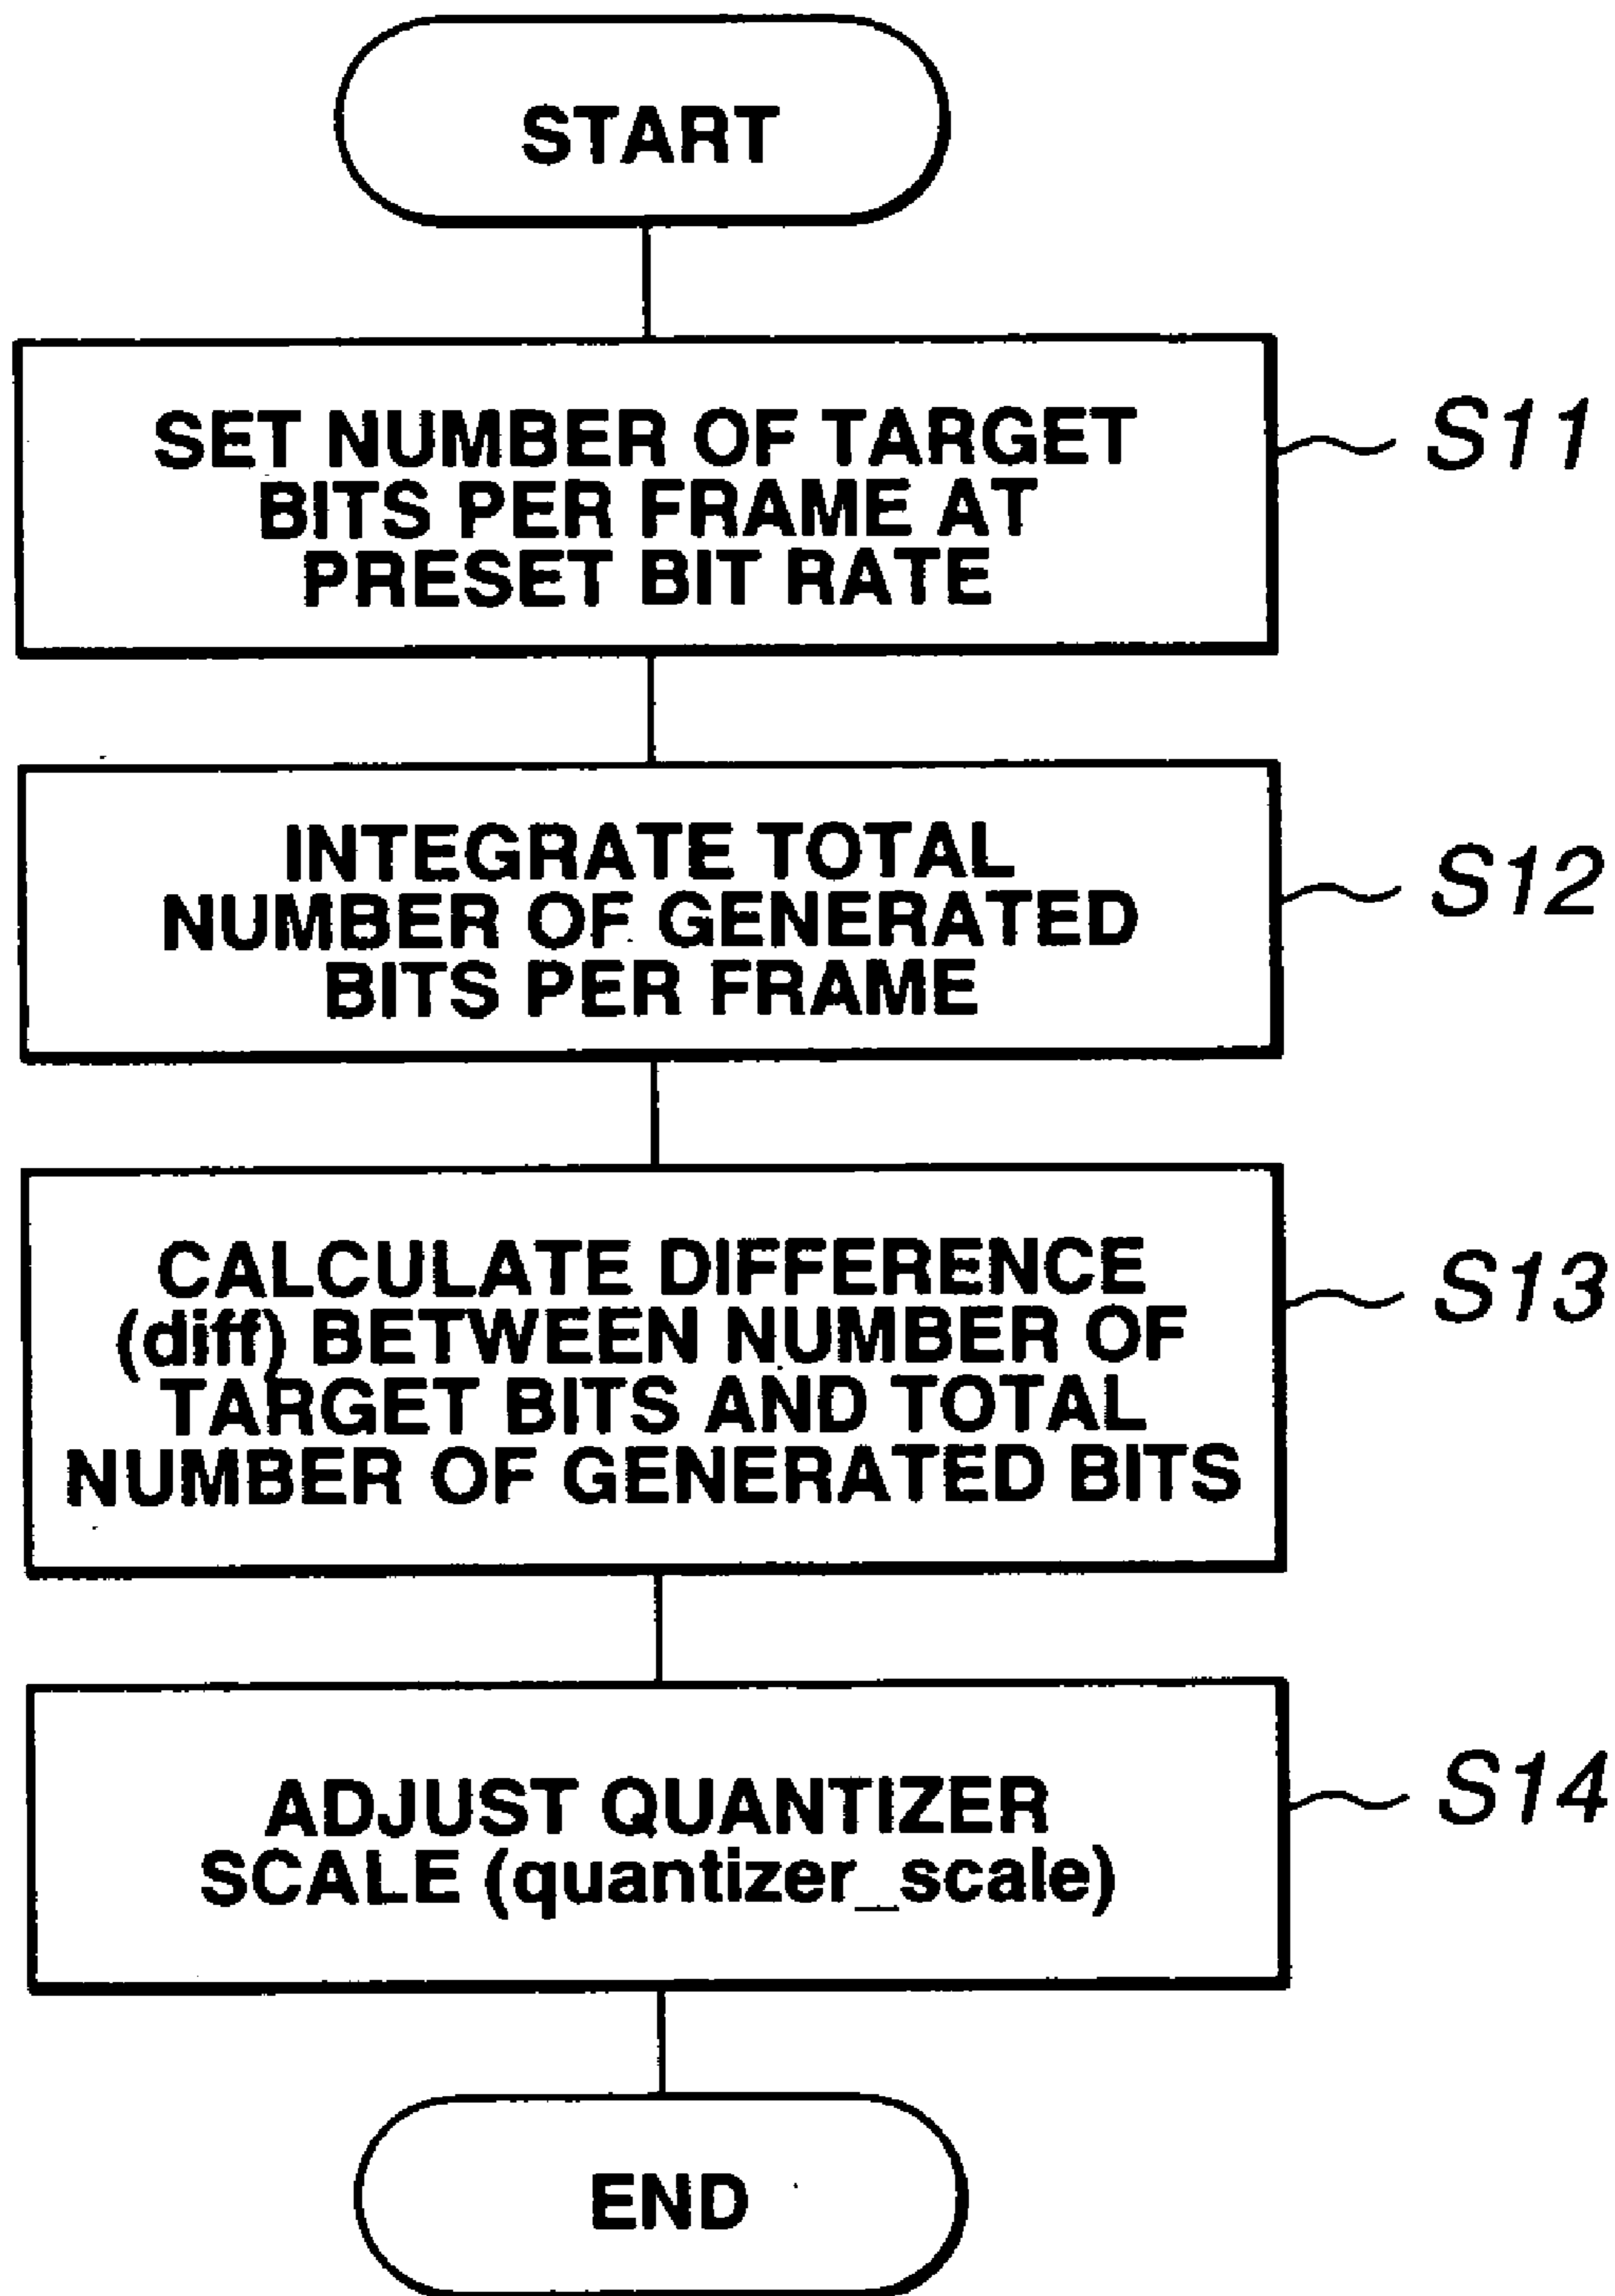 START
SET NUMBER OF TARGET
BITS PER FRAME AT
PRESET BIT RATE
S11
INTEGRATE TOTAL
NUMBER OF GENERATED
BITS PER FRAME
S12
CALCULATE DIFFERENCE
(diff) BETWEEN NUMBER OF
TARGET BITS AND TOTAL
NUMBER OF GENERATED BITS
S13
ADJUST QUANTIZER
SCALE (quantizer_scale)
S14
END